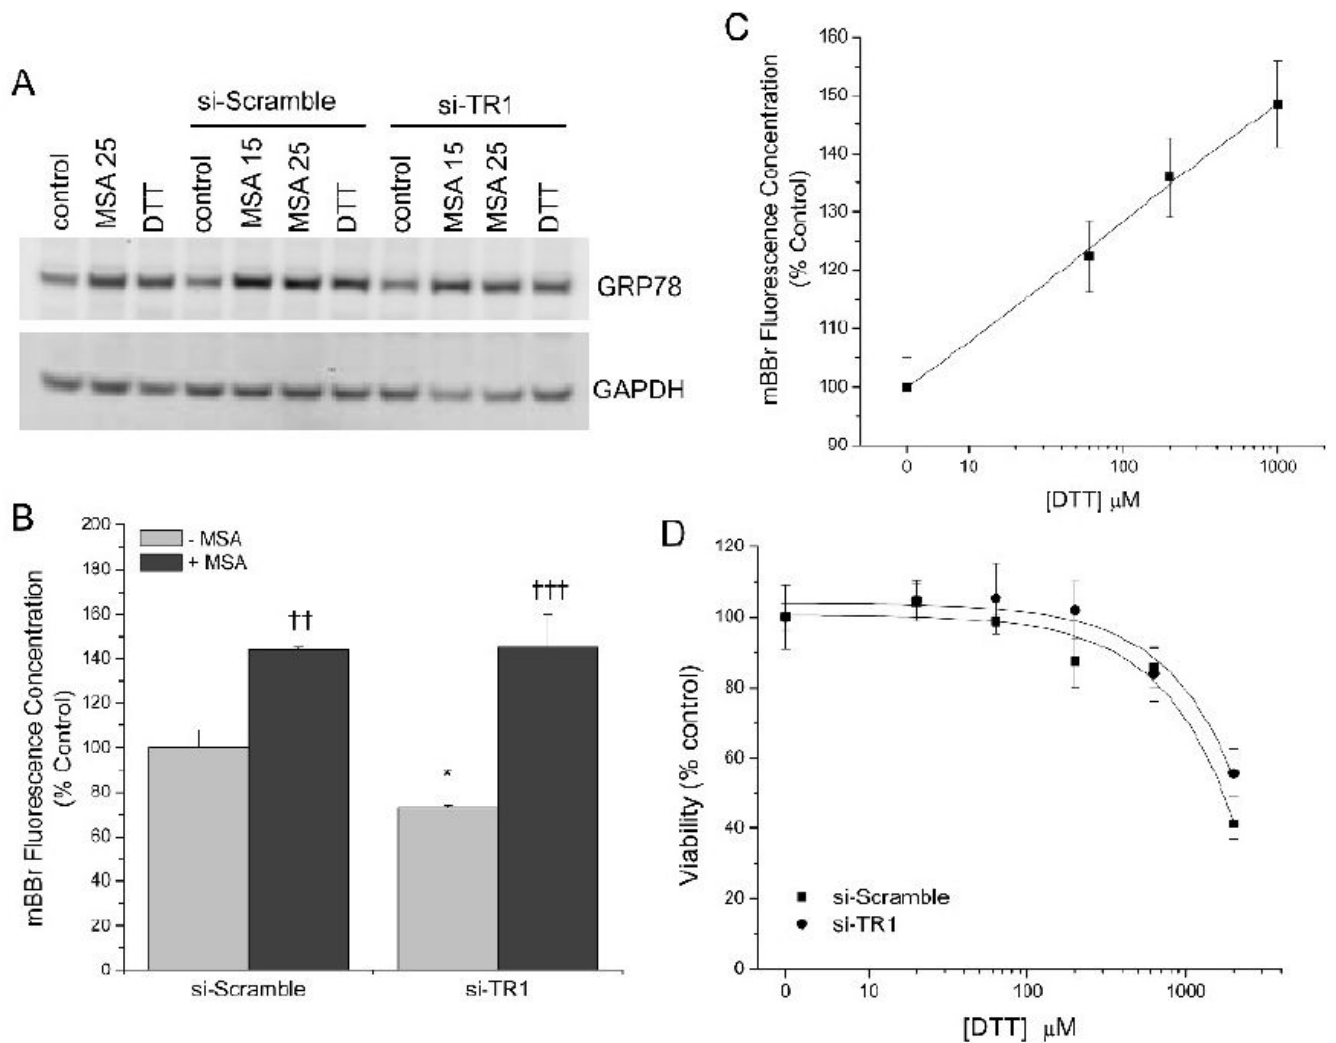 A
si-Scramble
si-TR1
control
MSA 25
DTT
control
MSA 15
MSA 25
DTT
control
MSA 15
MSA 25
DTT
GRP78
GAPDH
B
mBBr Fluorescence Concentration
(% Control)
200
180
160
140
120
100
80
60
40
20
0
- MSA
+ MSA
††
*
†††
si-Scramble
si-TR1
C
mBBr Fluorescence Concentration
(% Control)
160
150
140
130
120
110
100
90
0
10
100
1000
[DTT] μM
D
Viability (% control)
120
100
80
60
40
20
0
si-Scramble
si-TR1
0
10
100
1000
[DTT] μM